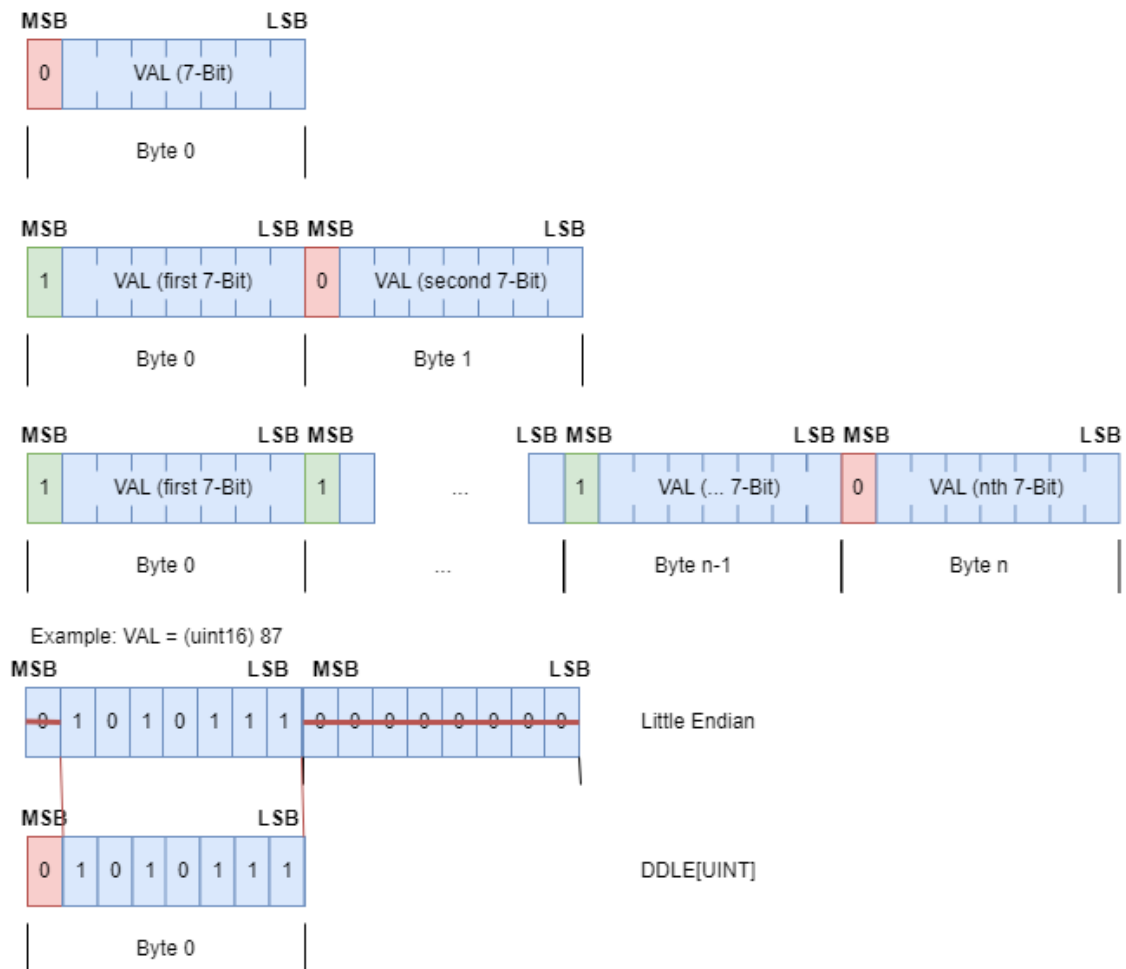 MSB LSB
0 VAL (7-Bit)
Byte 0
MSB LSB MSB LSB
1 VAL (first 7-Bit) 0 VAL (second 7-Bit)
Byte 0 Byte 1
MSB LSB MSB LSB MSB LSB MSB LSB
1 VAL (first 7-Bit) 1 ... 1 VAL (... 7-Bit) 0 VAL (nth 7-Bit)
Byte 0 ... Byte n-1 Byte n
Example: VAL = (uint16) 87
MSB LSB MSB LSB
0 1 0 1 0 1 1 1 0 0 0 0 0 0 0 0 Little Endian
MSB LSB
0 1 0 1 0 1 1 1 DDLE[UINT]
Byte 0